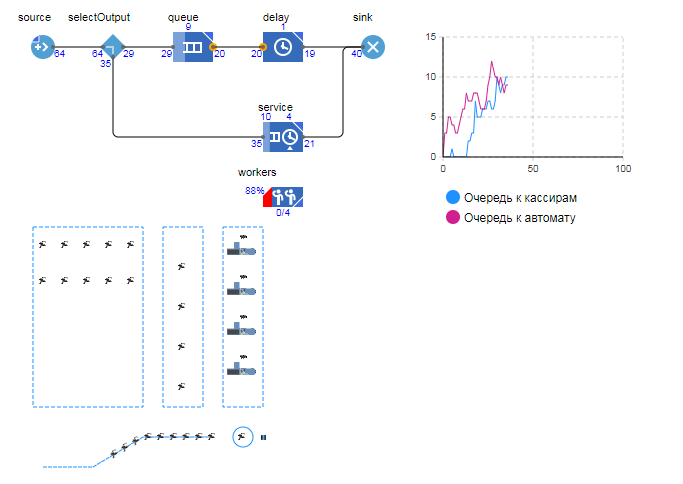 source
selectOutput
queue
delay
sink
9
1
64
64
29
29
20
20
19
40
35
service
10
4
35
21
workers
88%
0/4
15
10
5
0
0
50
100
Очередь к кассирам
Очередь к автомату